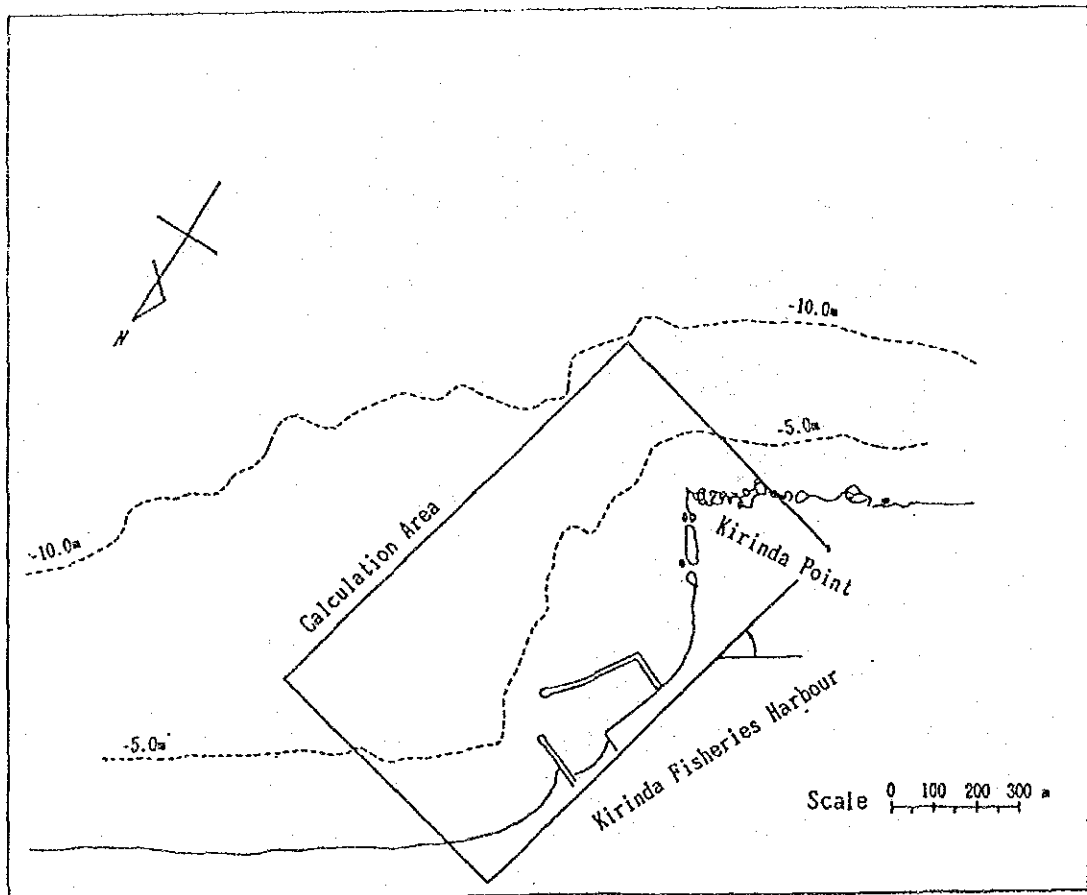 N
-10.0m
-5.0m
-10.0m
Calculation Area
Kirinda Point
-5.0m
Kirinda Fisheries Harbour
Scale 0 100 200 300 m